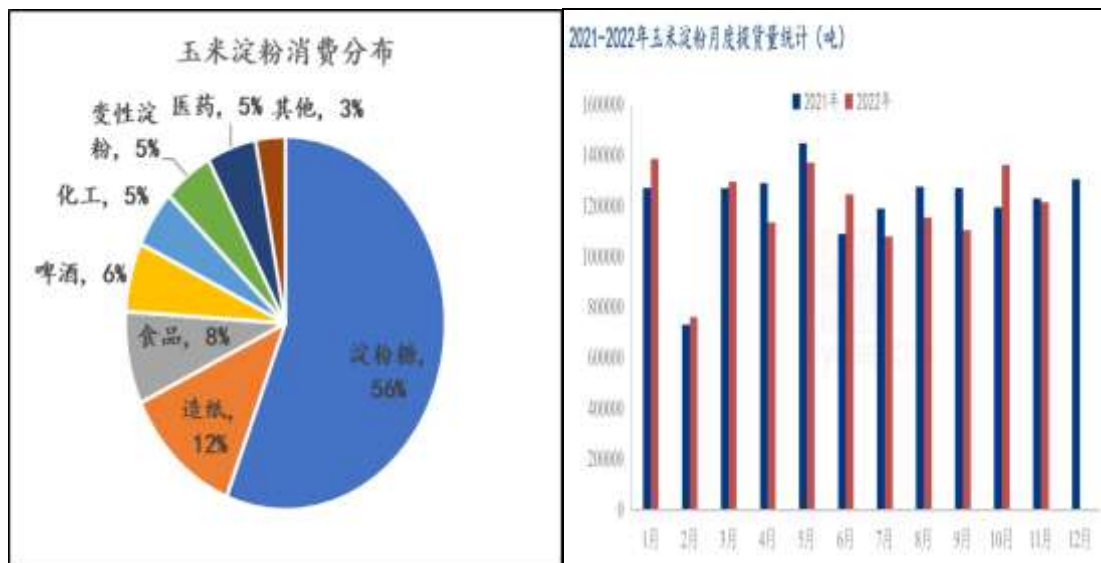 玉米淀粉消费分布
变性淀
粉, 5%
医药, 5%
其他, 3%
化工, 5%
啤酒, 6%
食品, 8%
造纸,
12%
淀粉糖,
56%
2021-2022年玉米淀粉月度提货量统计（吨）
2021年 2022年
1600000
1400000
1200000
1000000
800000
600000
400000
200000
0
1月 2月 3月 4月 5月 6月 7月 8月 9月 10月 11月 12月